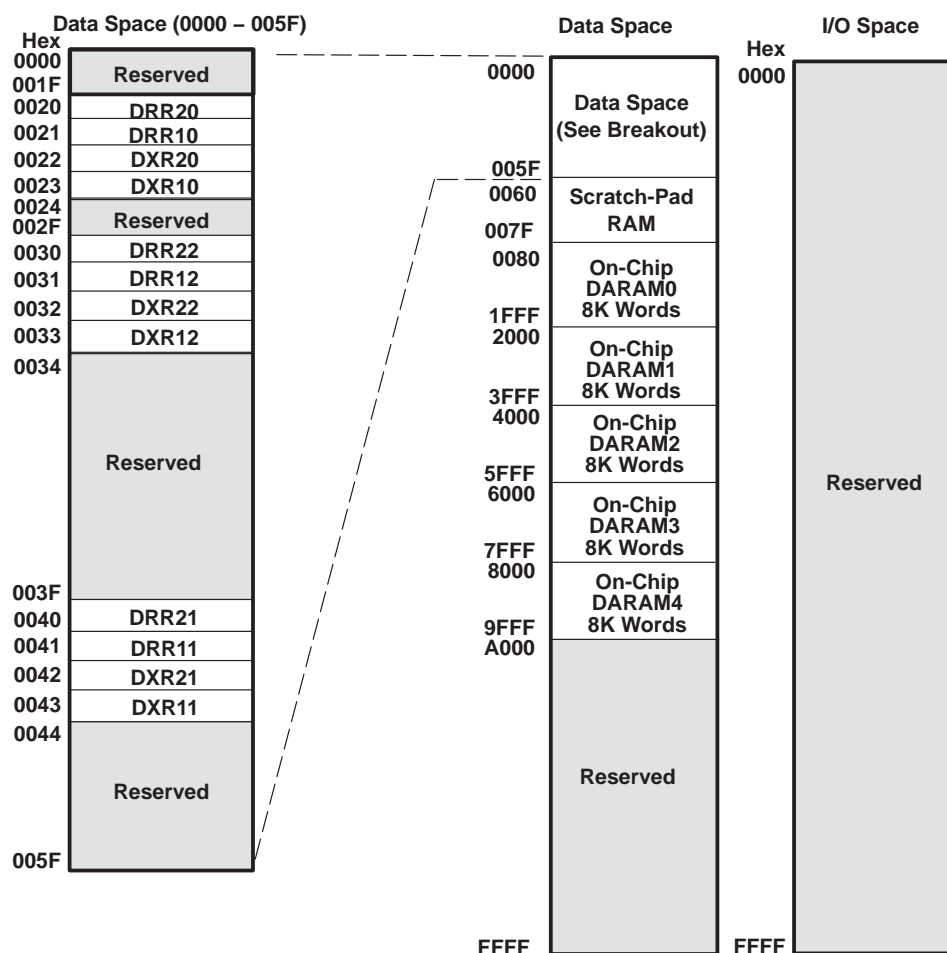 Data Space (0000 – 005F)
Hex
0000
Reserved
001F
0020
DRR20
0021
DRR10
0022
DXR20
0023
DXR10
0024
Reserved
002F
0030
DRR22
0031
DRR12
0032
DXR22
0033
DXR12
0034
Reserved
003F
0040
DRR21
0041
DRR11
0042
DXR21
0043
DXR11
0044
Reserved
005F
Data Space
0000
Data Space
(See Breakout)
005F
0060
Scratch-Pad
RAM
007F
0080
On-Chip
DARAM0
8K Words
1FFF
2000
On-Chip
DARAM1
8K Words
3FFF
4000
On-Chip
DARAM2
8K Words
5FFF
6000
On-Chip
DARAM3
8K Words
7FFF
8000
On-Chip
DARAM4
8K Words
9FFF
A000
Reserved
FFFF
I/O Space
Hex
0000
Reserved
FFFF